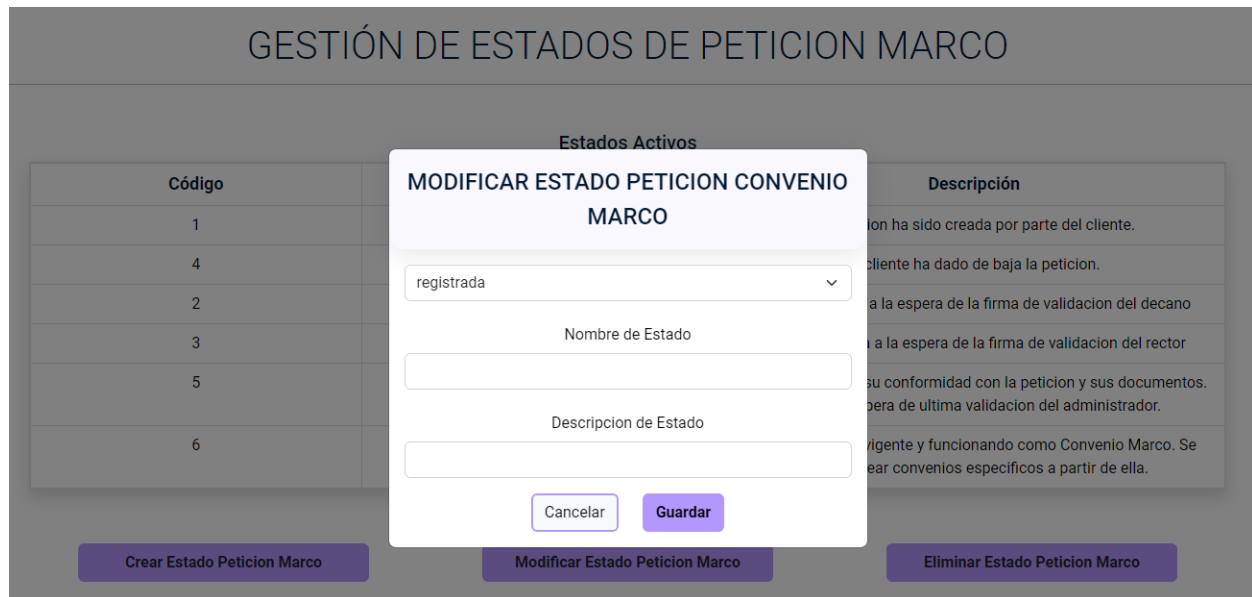 GESTIÓN DE ESTADOS DE PETICION MARCO
Estados Activos
Código
Descripción
MODIFICAR ESTADO PETICION CONVENIO
MARCO
1
ha sido creada por parte del cliente.
registrada
4
cliente ha dado de baja la peticion.
2
a la espera de la firma de validacion del decano
Nombre de Estado
3
a la espera de la firma de validacion del rector
5
su conformidad con la peticion y sus documentos.
de ultima validacion del administrador.
Descripcion de Estado
6
vigente y funcionando como Convenio Marco. Se
convenios especificos a partir de ella.
Cancelar
Guardar
Crear Estado Peticion Marco
Modificar Estado Peticion Marco
Eliminar Estado Peticion Marco